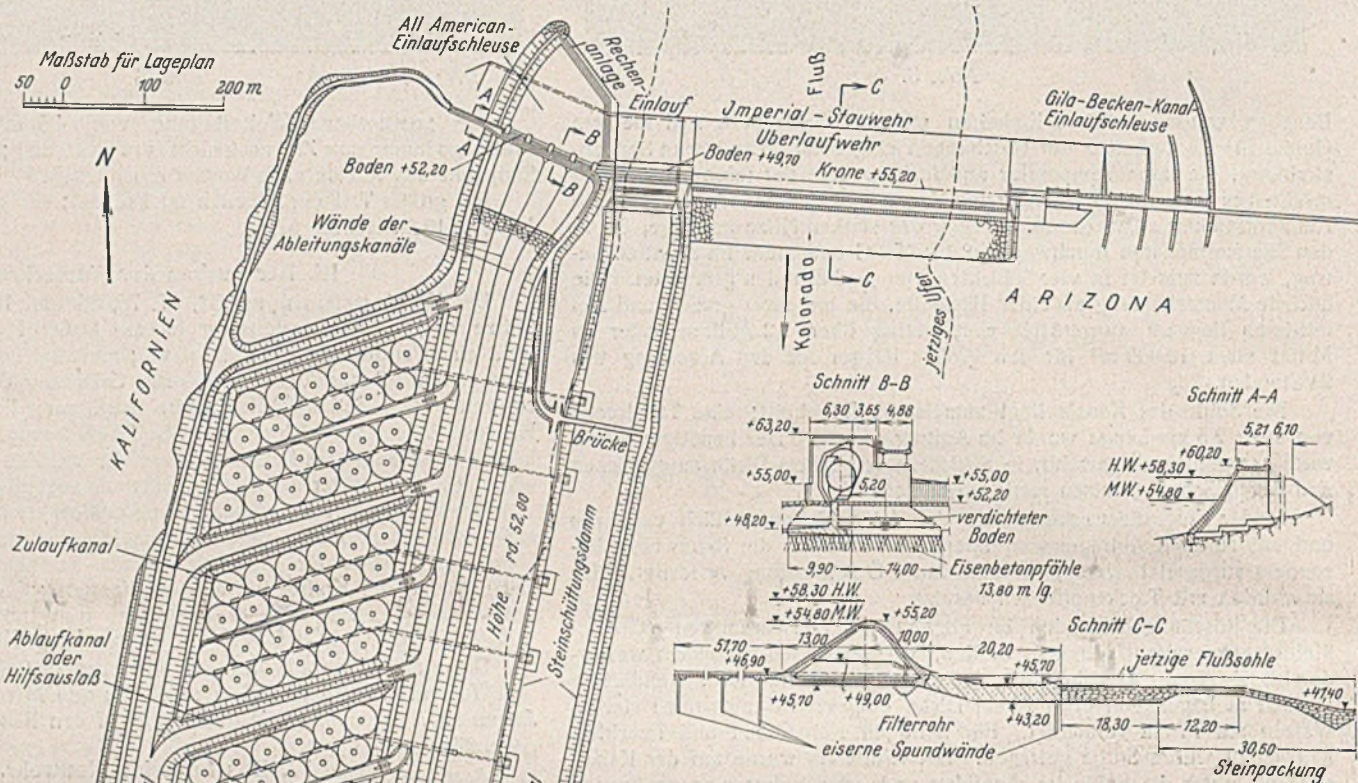 All American-
Einlaufschleuse
Maßstab für Lageplan
50 0 100 200 m
Rechen-
anlage
N
A
A
B
B
Boden +52,20
Wände der
Ableitungskanäle
KALIFORNIEN
Einlauf
Fluß
C
Jmperial-Stauwehr
Überlaufwehr
Boden +49,70
Krone +55,20
C
Kolorado-
jetziges Ufer
Gila-Becken-Kanal-
Einlaufschleuse
ARIZONA
Brücke
Höhe rd. 52,00
Steinschüttungsdamm
Zulaufkanal
Ablaufkanal
oder
Hilfsauslaß
Schnitt B-B
6,30 3,65 4,88
+63,20
+55,00
5,20
+55,00
+52,20
+48,20
verdichteter
Boden
9,90 14,00
Eisenbetonpfähle
13,80 m lg.
Schnitt A-A
5,21 6,10
+60,20
H.W. +58,30
M.W. +54,80
Schnitt C-C
+58,30 H.W.
+54,80 M.W.
+55,20
51,70
13,00
10,00
20,20
+46,90
+45,70
jetzige Flußsohle
+45,70
+49,00
+43,20
+41,40
Filterrohr
eiserne Spundwände
18,30 12,20
30,50
Steinpackung